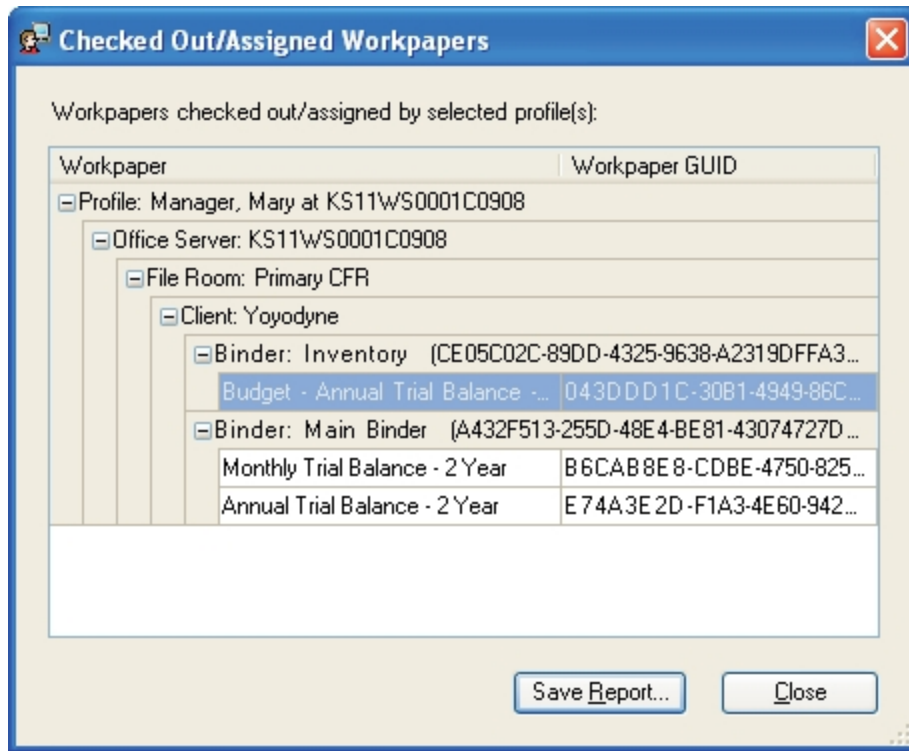 Checked Out/Assigned Workpapers
Workpapers checked out/assigned by selected profile(s):
Workpaper Workpaper GUID
Profile: Manager, Mary at KS11WS0001C0908
Office Server: KS11WS0001C0908
File Room: Primary CFR
Client: Yoyodyne
Binder: Inventory (CE05C02C-89DD-4325-9638-A2319DFFA3...
Budget - Annual Trial Balance -... 043DDD1C-30B1-4949-86C...
Binder: Main Binder (A432F513-255D-48E4-BE81-43074727D...
Monthly Trial Balance - 2 Year B6CAB8E8-CDBE-4750-825...
Annual Trial Balance - 2 Year E74A3E2D-F1A3-4E60-942...
Save Report... Close